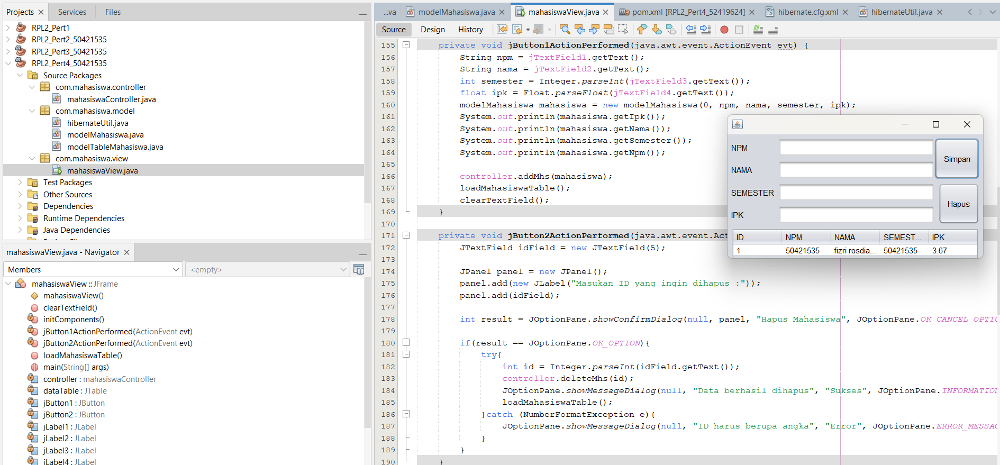 Projects
Services
Files
RPL2_Pert1
RPL2_Pert2_50421535
RPL2_Pert3_50421535
RPL2_Pert4_50421535
Source Packages
com.mahasiswa.controller
mahasiswaController.java
com.mahasiswa.model
hibernateUtil.java
modelMahasiswa.java
modelTableMahasiswa.java
com.mahasiswa.view
mahasiswaView.java
Test Packages
Other Sources
Dependencies
Runtime Dependencies
Java Dependencies
mahasiswaView.java - Navigator
Members
<empty>
mahasiswaView :: JFrame
mahasiswaView()
clearTextField()
initComponents()
jButton1ActionPerformed(ActionEvent evt)
jButton2ActionPerformed(ActionEvent evt)
loadMahasiswaTable()
main(String[] args)
controller : mahasiswaController
dataTable : JTable
jButton1 : JButton
jButton2 : JButton
jLabel1 : JLabel
jLabel2 : JLabel
jLabel3 : JLabel
jLabel4 : JLabel
...va
modelMahasiswa.java
mahasiswaView.java
pom.xml [RPL2_Pert4_52419624]
hibernate.cfg.xml
hibernateUtil.java
Source Design History
155 private void jButton1ActionPerformed(java.awt.event.ActionEvent evt) {
156 String npm = jTextField1.getText();
157 String nama = jTextField2.getText();
158 int semester = Integer.parseInt(jTextField3.getText());
159 float ipk = Float.parseFloat(jTextField4.getText());
160 modelMahasiswa mahasiswa = new modelMahasiswa(0, npm, nama, semester, ipk);
161 System.out.println(mahasiswa.getIpk());
162 System.out.println(mahasiswa.getNama());
163 System.out.println(mahasiswa.getSemester());
164 System.out.println(mahasiswa.getNpm());
165
166 controller.addMhs(mahasiswa);
167 loadMahasiswaTable();
168 clearTextField();
169 }
170
171 private void jButton2ActionPerformed(java.awt.event.Act
172 JTextField idField = new JTextField(5);
173
174 JPanel panel = new JPanel();
175 panel.add(new JLabel("Masukan ID yang ingin dihapus :"));
176 panel.add(idField);
177
178 int result = JOptionPane.showConfirmDialog(null, panel, "Hapus Mahasiswa", JOptionPane.OK_CANCEL_OPTIO
179
180 if(result == JOptionPane.OK_OPTION){
181 try{
182 int id = Integer.parseInt(idField.getText());
183 controller.deleteMhs(id);
184 JOptionPane.showMessageDialog(null, "Data berhasil dihapus", "Sukses", JOptionPane.INFORMATION
185 loadMahasiswaTable();
186 }catch (NumberFormatException e){
187 JOptionPane.showMessageDialog(null, "ID harus berupa angka", "Error", JOptionPane.ERROR_MESSAG
188 }
189 }
190 }
NPM
NAMA
SEMESTER
IPK
Simpan
Hapus
ID NPM NAMA SEMEST... IPK
1 50421535 fizri rosdia... 50421535 3.67